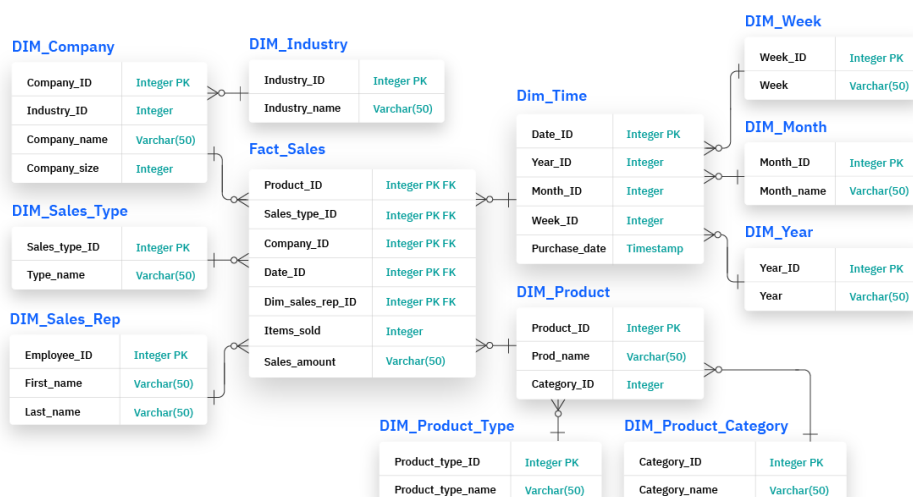 DIM_Company
Company_ID Integer PK
Industry_ID Integer
Company_name Varchar(50)
Company_size Integer
DIM_Industry
Industry_ID Integer PK
Industry_name Varchar(50)
DIM_Sales_Type
Sales_type_ID Integer PK
Type_name Varchar(50)
DIM_Sales_Rep
Employee_ID Integer PK
First_name Varchar(50)
Last_name Varchar(50)
Fact_Sales
Product_ID Integer PK FK
Sales_type_ID Integer PK FK
Company_ID Integer PK FK
Date_ID Integer PK FK
Dim_sales_rep_ID Integer PK FK
Items_sold Integer
Sales_amount Varchar(50)
Dim_Time
Date_ID Integer PK
Year_ID Integer
Month_ID Integer
Week_ID Integer
Purchase_date Timestamp
DIM_Week
Week_ID Integer PK
Week Varchar(50)
DIM_Month
Month_ID Integer PK
Month_name Varchar(50)
DIM_Year
Year_ID Integer PK
Year Varchar(50)
DIM_Product
Product_ID Integer PK
Prod_name Varchar(50)
Category_ID Integer
DIM_Product_Type
Product_type_ID Integer PK
Product_type_name Varchar(50)
DIM_Product_Category
Category_ID Integer PK
Category_name Varchar(50)